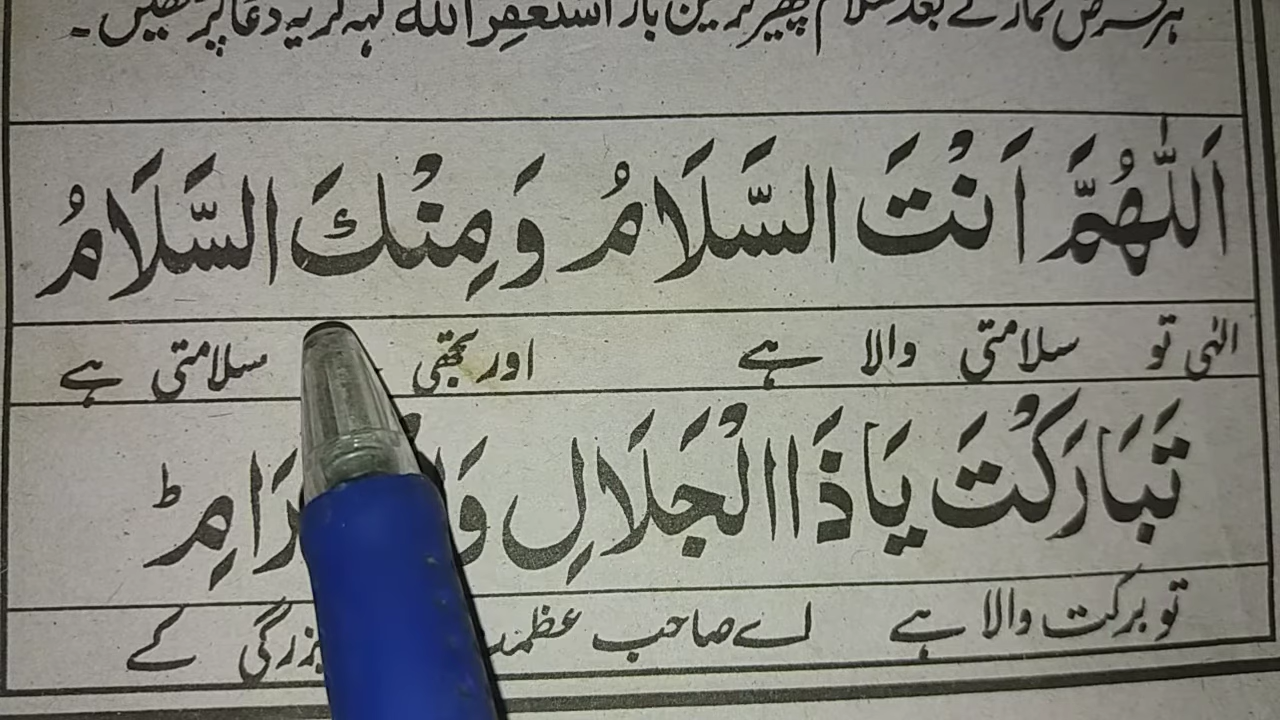 ہر فرض نماز کے بعد سلام پھیر کر تین بار استغفر اللہ کہہ کر یہ دعا پڑھیں۔
اَللّٰهُمَّ اَنْتَ السَّلَامُ وَمِنْكَ السَّلَامُ
الٰہی تو سلامتی والا ہے اور تجھی سلامتی ہے
تَبَارَكْتَ يَا ذَا الْجَلَالِ
تو برکت والا ہے اے صاحب بزرگی کے